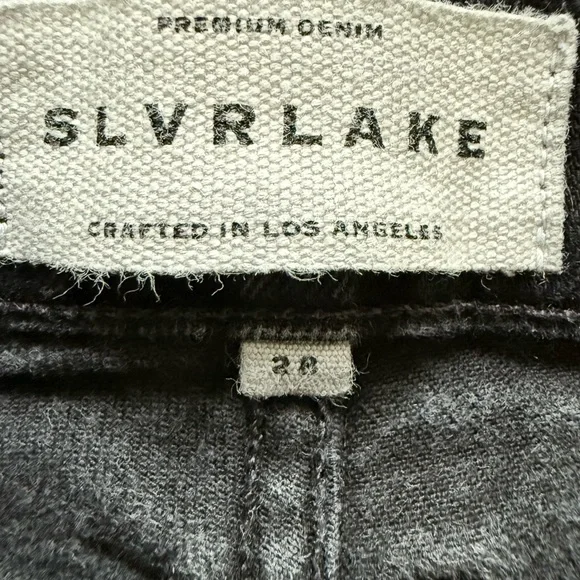 PREMIUM DENIM
SLVRLAKE
CRAFTED IN LOS ANGELES
28